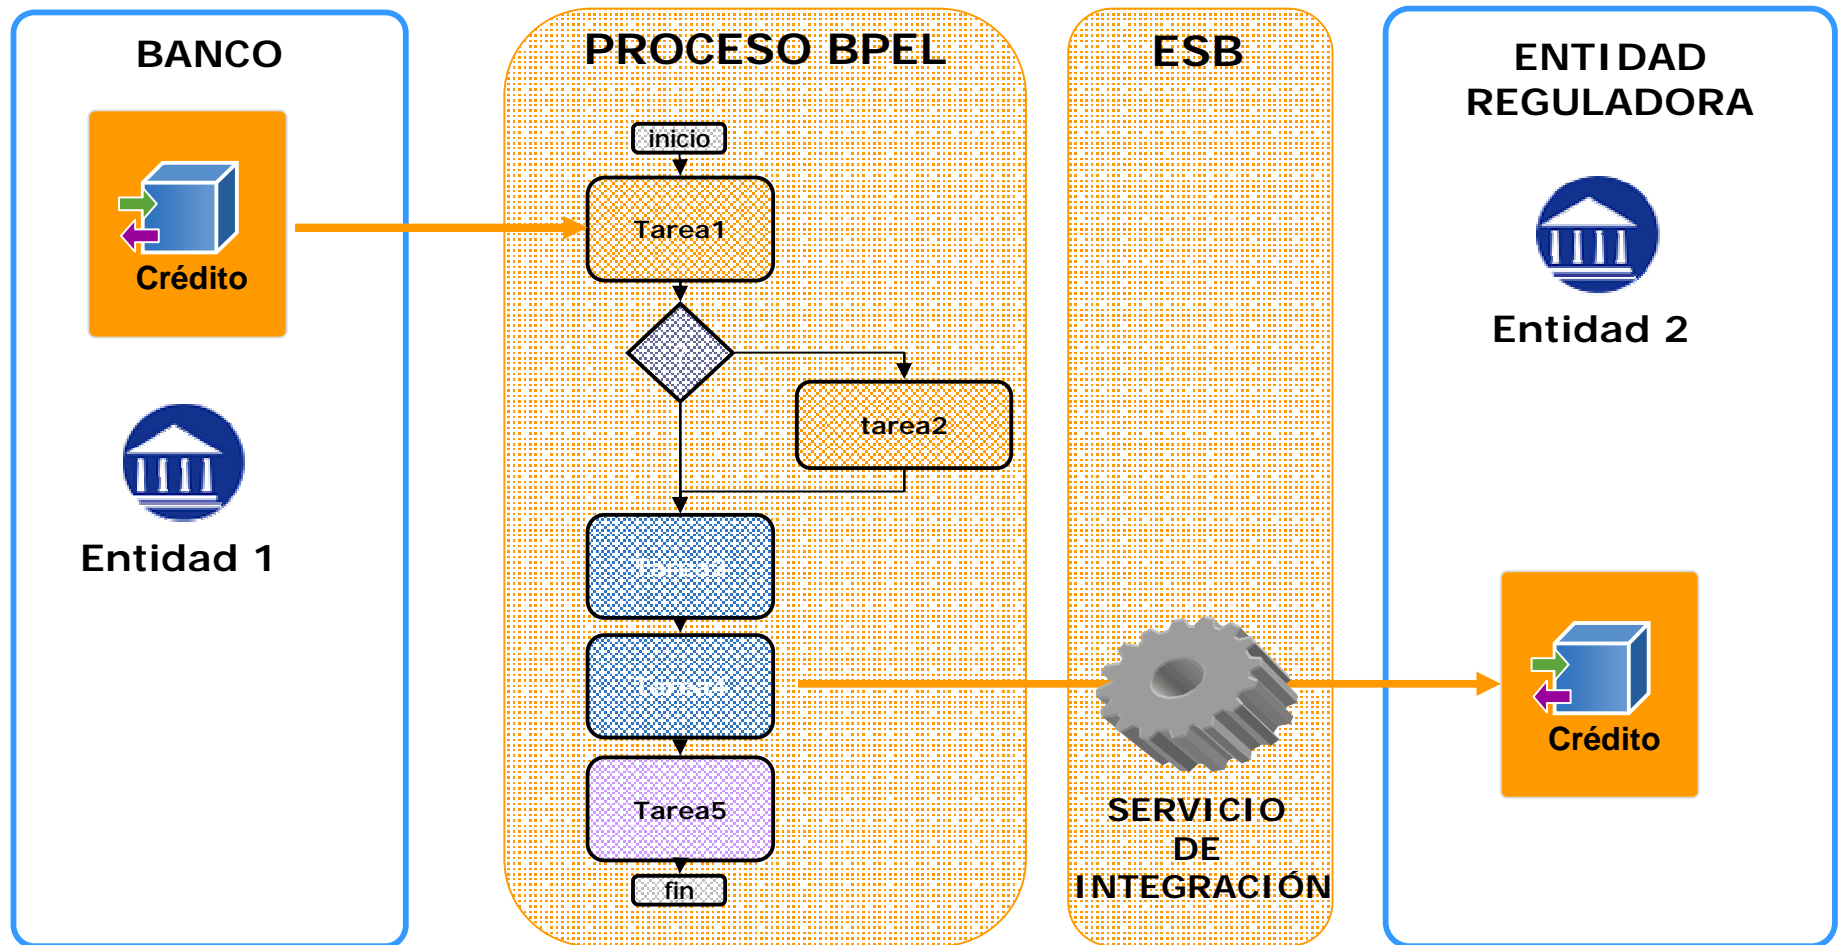 BANCO
Crédito
Entidad 1
PROCESO BPEL
inicio
Tarea1
tarea2
Tarea5
fin
ESB
SERVICIO
DE
INTEGRACIÓN
ENTIDAD
REGULADORA
Entidad 2
Crédito